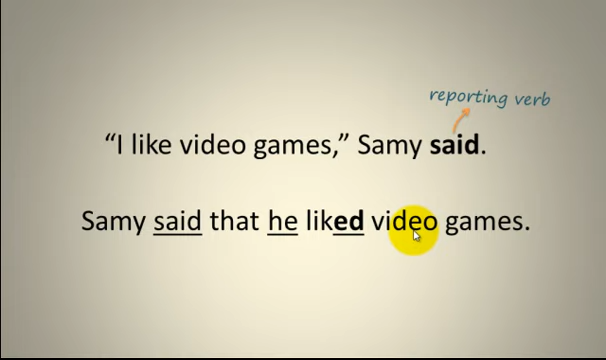 reporting verb
“I like video games,” Samy said.
Samy said that he liked video games.